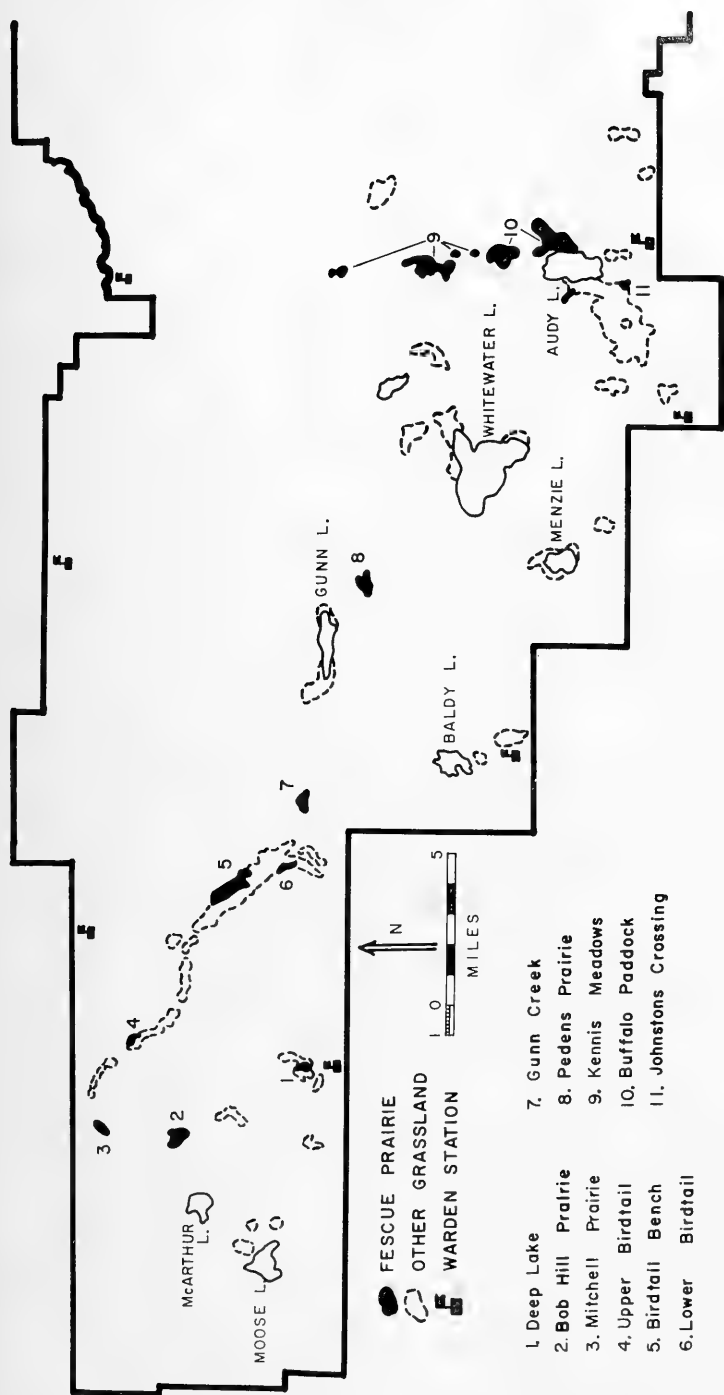 3
2
4
McARTHUR
L.
MOOSE L.
1
5
6
7
GUNN L.
8
BALDY L.
MENZIE L.
WHITEWATER L.
9
10
AUDY L.
11
N
1 0 5
MILES
FESCUE PRAIRIE
OTHER GRASSLAND
WARDEN STATION
1. Deep Lake
2. Bob Hill Prairie
3. Mitchell Prairie
4. Upper Birdtail
5. Birdtail Bench
6. Lower Birdtail
7. Gunn Creek
8. Pedens Prairie
9. Kennis Meadows
10. Buffalo Paddock
11. Johnstons Crossing